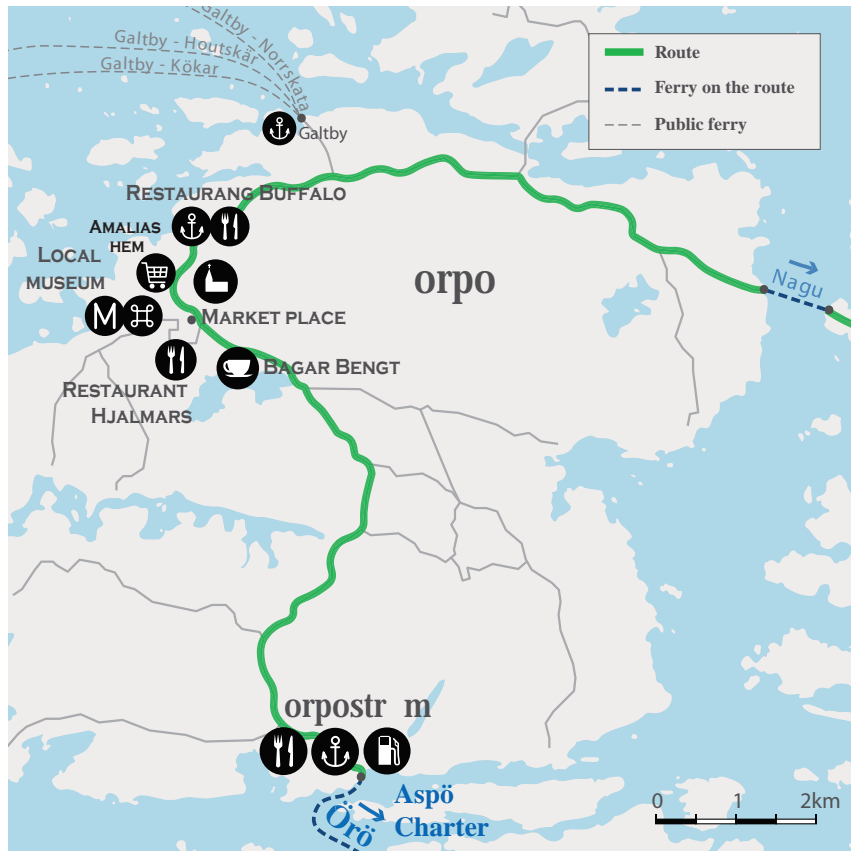 Galtby - Norrskata
Galtby - Houtskär
Galtby - Kökar
Galtby
Route
Ferry on the route
Public ferry
RESTAURANG BUFFALO
AMALIAS
HEM
LOCAL
MUSEUM
M
orpo
Nagu
MARKET PLACE
BAGAR BENGT
RESTAURANT
HJALMARS
orpostr m
Aspö
Charter
Örö
0 1 2km